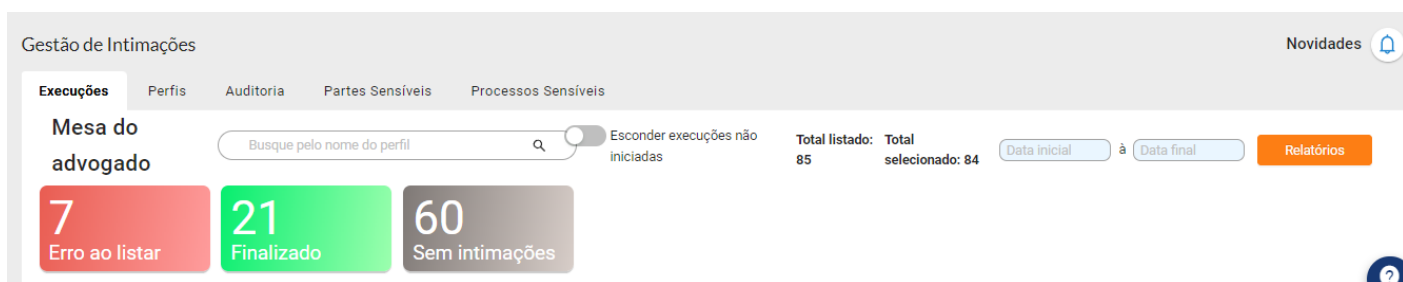 Gestão de Intimações
Novidades
Execuções Perfis Auditoria Partes Sensíveis Processos Sensíveis
Mesa do
advogado
Busque pelo nome do perfil
Esconder execuções não
iniciadas
Total listado:
85
Total
selecionado: 84
Data inicial à Data final
Relatórios
7
Erro ao listar
21
Finalizado
60
Sem intimações
?